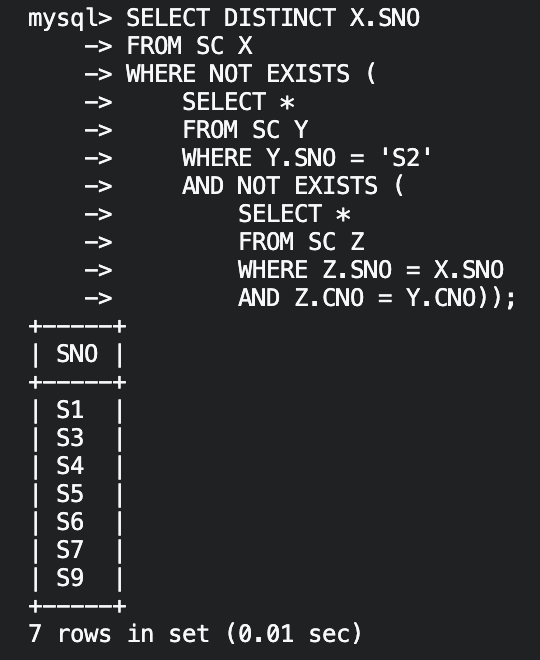 mysql> SELECT DISTINCT X.SNO
    -> FROM SC X
    -> WHERE NOT EXISTS (
    ->     SELECT *
    ->     FROM SC Y
    ->     WHERE Y.SNO = 'S2'
    ->     AND NOT EXISTS (
    ->         SELECT *
    ->         FROM SC Z
    ->         WHERE Z.SNO = X.SNO
    ->         AND Z.CNO = Y.CNO));
+-----+
| SNO |
+-----+
| S1  |
| S3  |
| S4  |
| S5  |
| S6  |
| S7  |
| S9  |
+-----+
7 rows in set (0.01 sec)